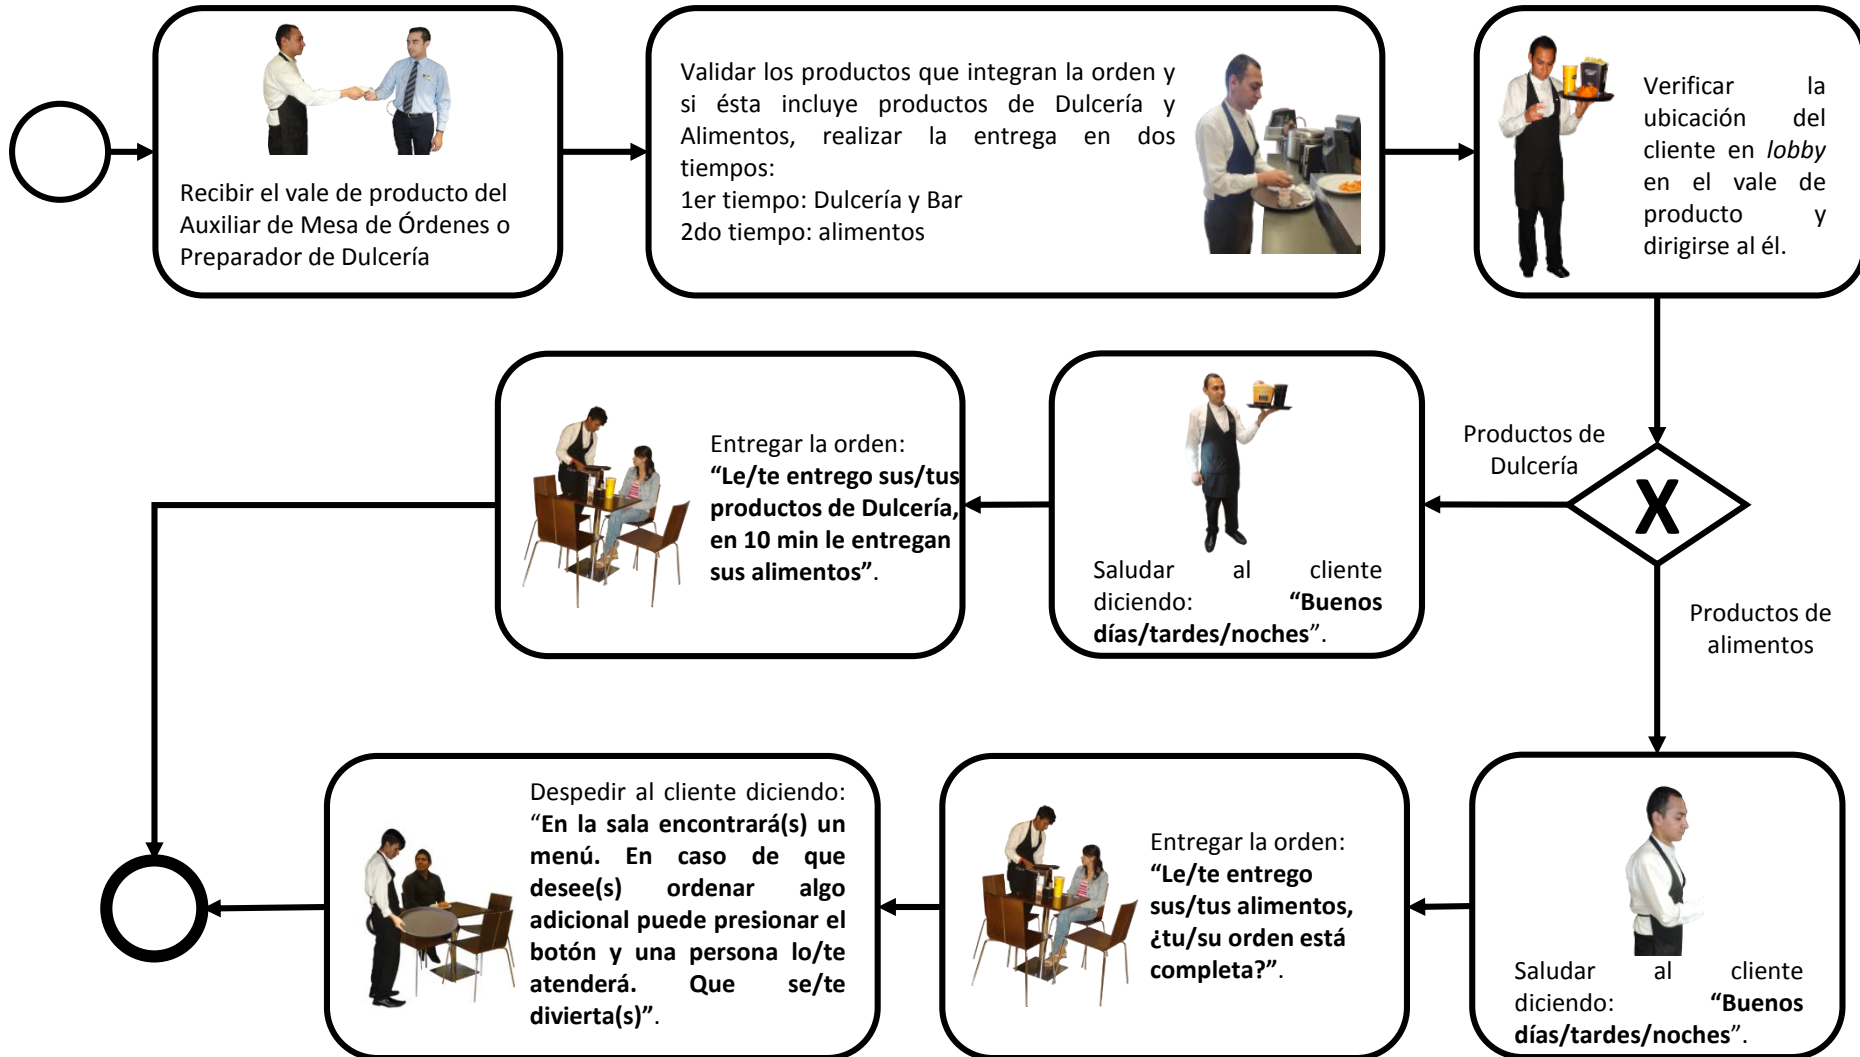 Recibir el vale de producto del
Auxiliar de Mesa de Órdenes o
Preparador de Dulcería
Validar los productos que integran la orden y
si ésta incluye productos de Dulcería y
Alimentos, realizar la entrega en dos
tiempos:
1er tiempo: Dulcería y Bar
2do tiempo: alimentos
Verificar la
ubicación del
cliente en lobby
en el vale de
producto y
dirigirse al él.
Productos de
Dulcería
X
Saludar al cliente
diciendo: “Buenos
días/tardes/noches”.
Entregar la orden:
“Le/te entrego sus/tus
productos de Dulcería,
en 10 min le entregan
sus alimentos”.
Productos de
alimentos
Saludar al cliente
diciendo: “Buenos
días/tardes/noches”.
Entregar la orden:
“Le/te entrego
sus/tus alimentos,
¿tu/su orden está
completa?”.
Despedir al cliente diciendo:
“En la sala encontrará(s) un
menú. En caso de que
desee(s) ordenar algo
adicional puede presionar el
botón y una persona lo/te
atenderá. Que se/te
divierta(s)”.